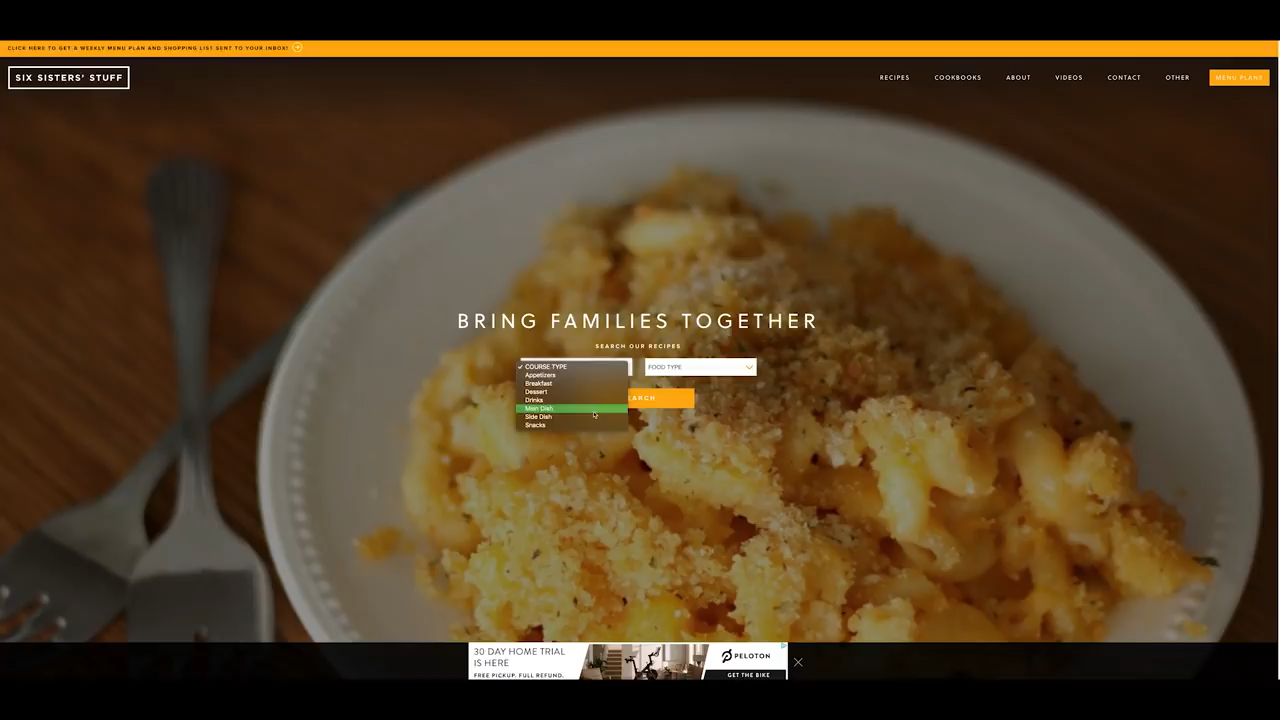 CLICK HERE TO GET A WEEKLY MENU PLAN AND SHOPPING LIST SENT TO YOUR INBOX!
SIX SISTERS' STUFF
RECIPES
COOKBOOKS
ABOUT
VIDEOS
CONTACT
OTHER
MENU PLANS
BRING FAMILIES TOGETHER
SEARCH OUR RECIPES
✓ COURSE TYPE
Appetizers
Breakfast
Dessert
Drinks
Main Dish
Side Dish
Snacks
FOOD TYPE
EARCH
30 DAY HOME TRIAL
IS HERE
FREE PICKUP. FULL REFUND.
PELOTON
GET THE BIKE